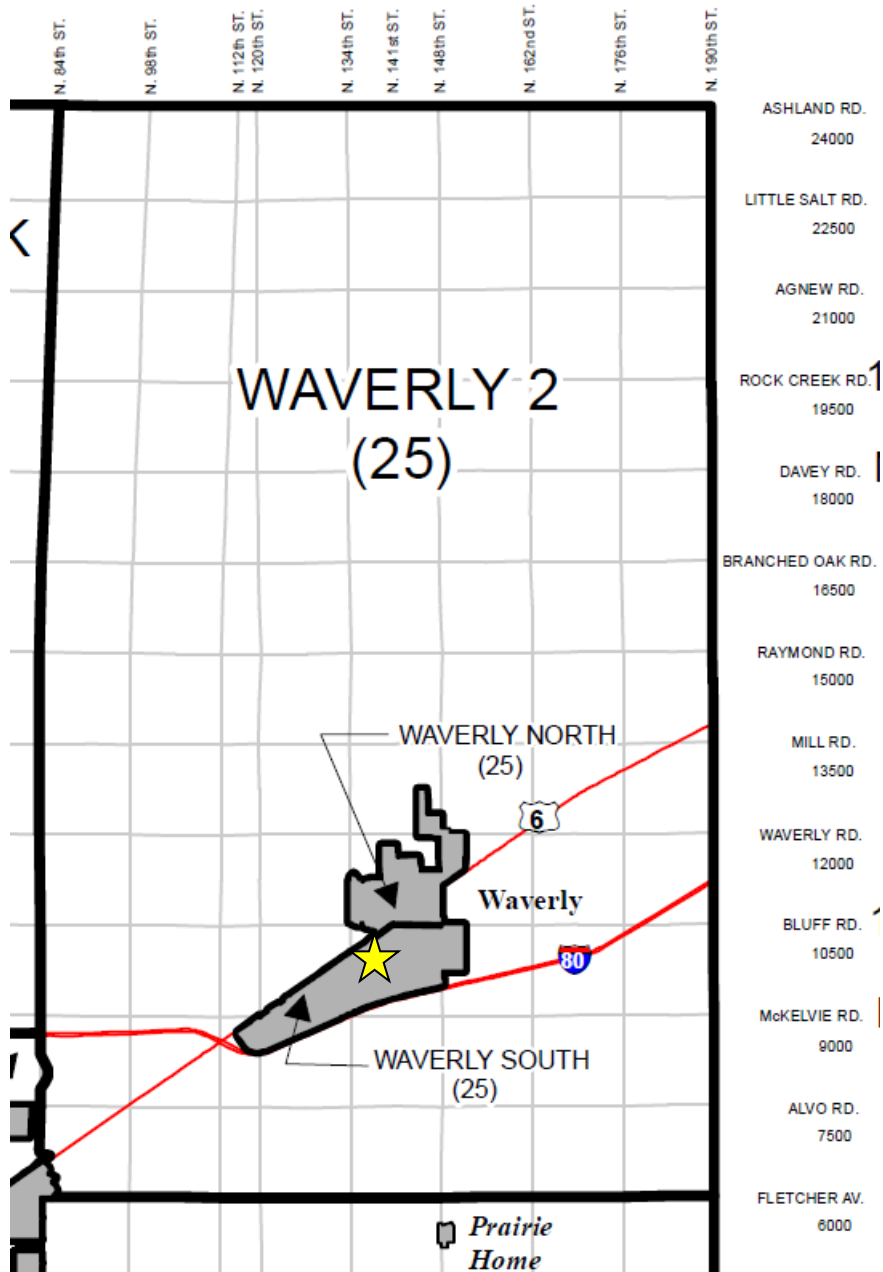 N. 84th ST.
N. 98th ST.
N. 112th ST.
N. 120th ST.
N. 134th ST.
N. 141st ST.
N. 148th ST.
N. 162nd ST.
N. 176th ST.
N. 190th ST.
ASHLAND RD.
24000
LITTLE SALT RD.
22500
K
AGNEW RD.
21000
WAVERLY 2
(25)
ROCK CREEK RD.
19500
DAVEY RD.
18000
BRANCHED OAK RD.
16500
RAYMOND RD.
15000
WAVERLY NORTH
(25)
MILL RD.
13500
6
WAVERLY RD.
12000
Waverly
BLUFF RD.
10500
80
McKELVIE RD.
9000
WAVERLY SOUTH
(25)
ALVO RD.
7500
FLETCHER AV.
6000
Prairie
Home